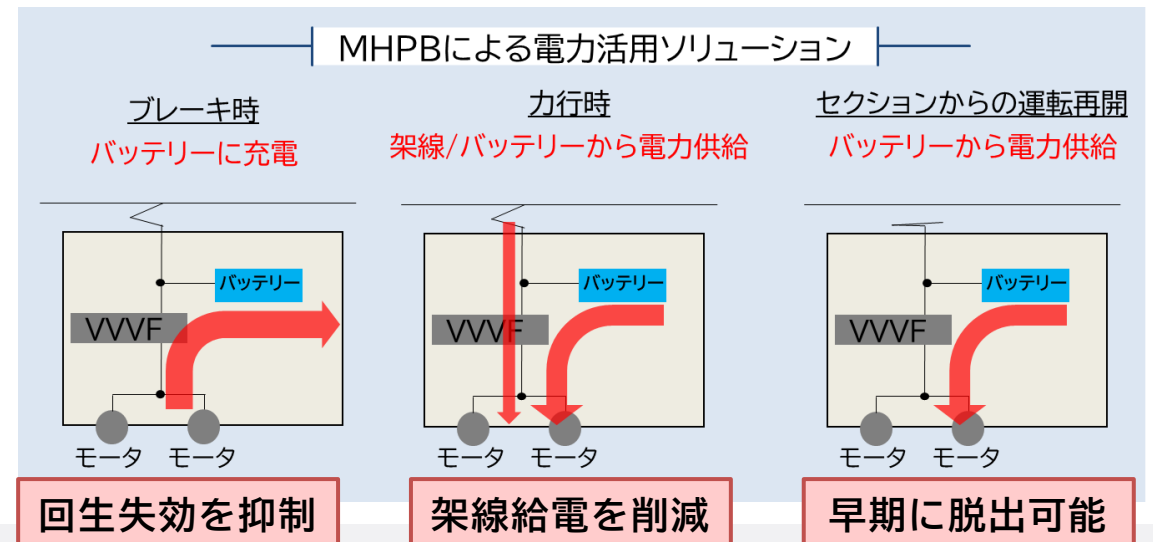 MHPBによる電力活用ソリューション
ブレーキ時
バッテリーに充電
バッテリー
VVVF
モータ モータ
回生失効を抑制
力行時
架線/バッテリーから電力供給
バッテリー
VVVF
モータ モータ
架線給電を削減
セクションからの運転再開
バッテリーから電力供給
バッテリー
VVVF
モータ モータ
早期に脱出可能